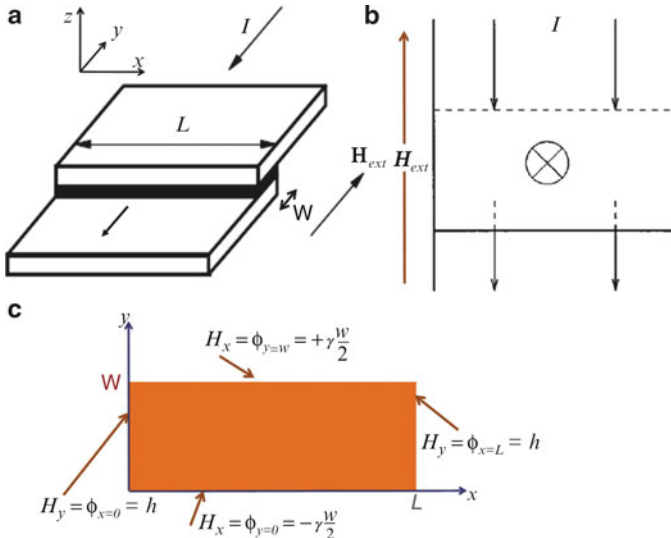 a
z
y
x
I
L
H_ext
W
b
I
H_ext
c
y
H_x = ϕ_{y=w} = +γ w/2
W
H_y = ϕ_{x=L} = h
H_y = ϕ_{x=0} = h
H_x = ϕ_{y=0} = −γ w/2
L
x